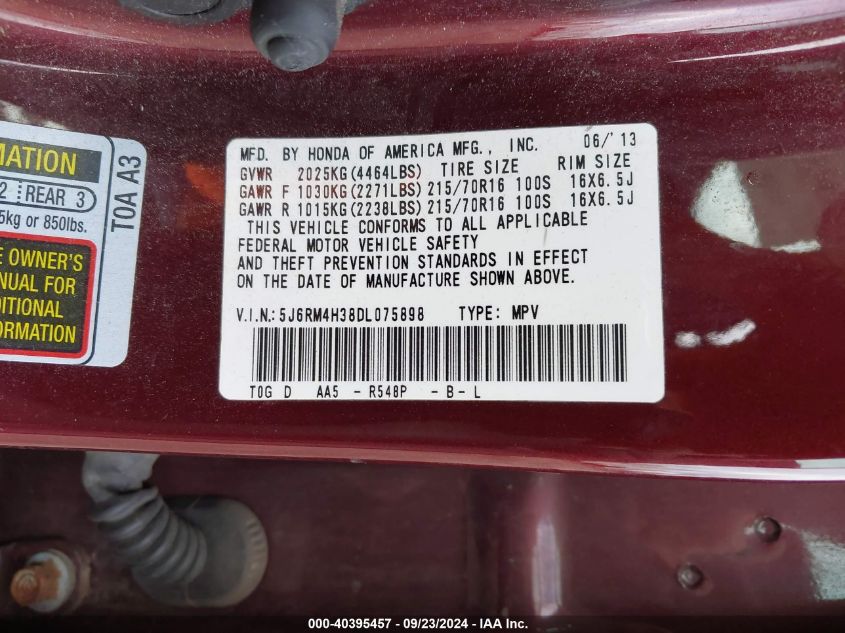 MATION
2 REAR 3
5kg or 850lbs.
E OWNER'S
ANUAL FOR
DITIONAL
FORMATION
T0A A3
MFD. BY HONDA OF AMERICA MFG., INC. 06/'13
GVWR 2025KG(4464LBS) TIRE SIZE RIM SIZE
GAWR F 1030KG(2271LBS) 215/70R16 100S 16X6.5J
GAWR R 1015KG(2238LBS) 215/70R16 100S 16X6.5J
THIS VEHICLE CONFORMS TO ALL APPLICABLE
FEDERAL MOTOR VEHICLE SAFETY
AND THEFT PREVENTION STANDARDS IN EFFECT
ON THE DATE OF MANUFACTURE SHOWN ABOVE.
V.I.N.: 5J6RM4H38DL075898 TYPE: MPV
T0G D AA5 - R548P - B - L
000-40395457 - 09/23/2024 - IAA Inc.